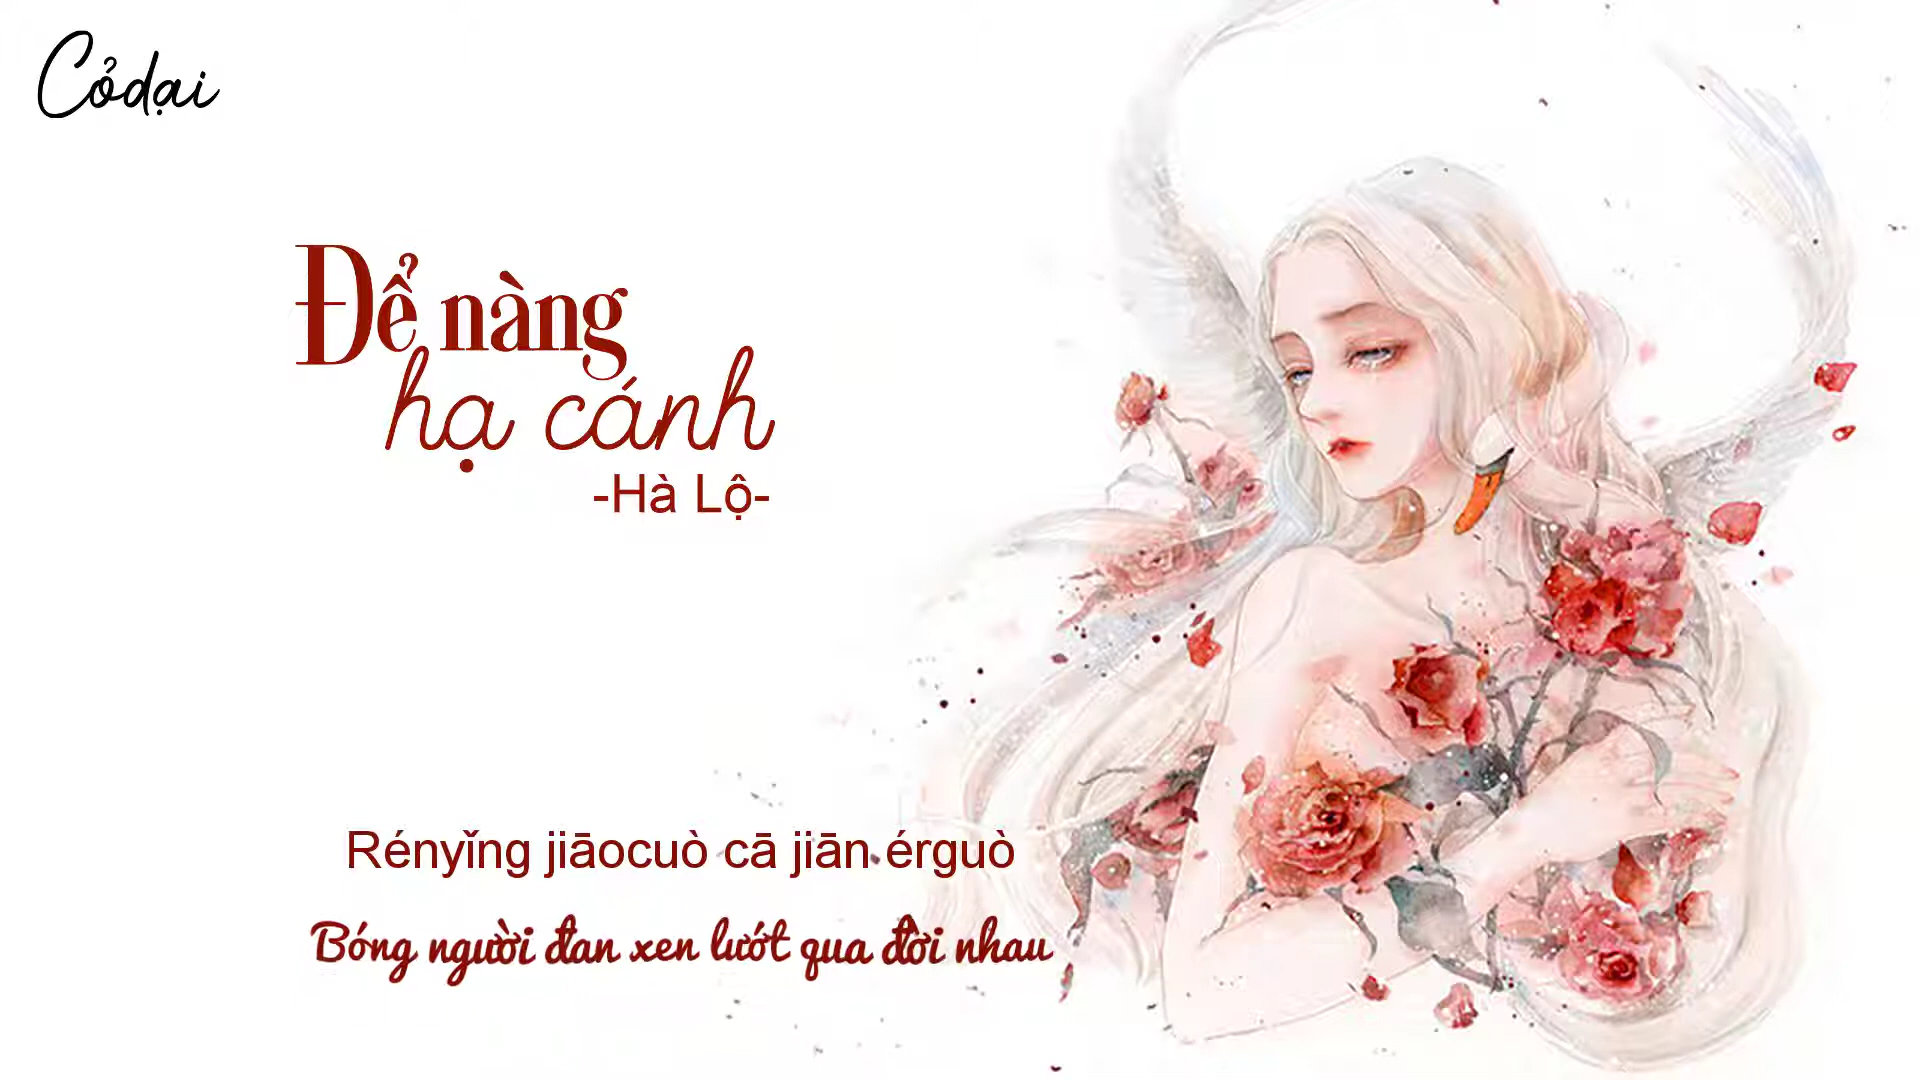 Cỏdại
Để nàng
hạ cánh
-Hà Lộ-
Rényǐng jiāocuò cā jiān érguò
Bóng người đan xen lướt qua đời nhau